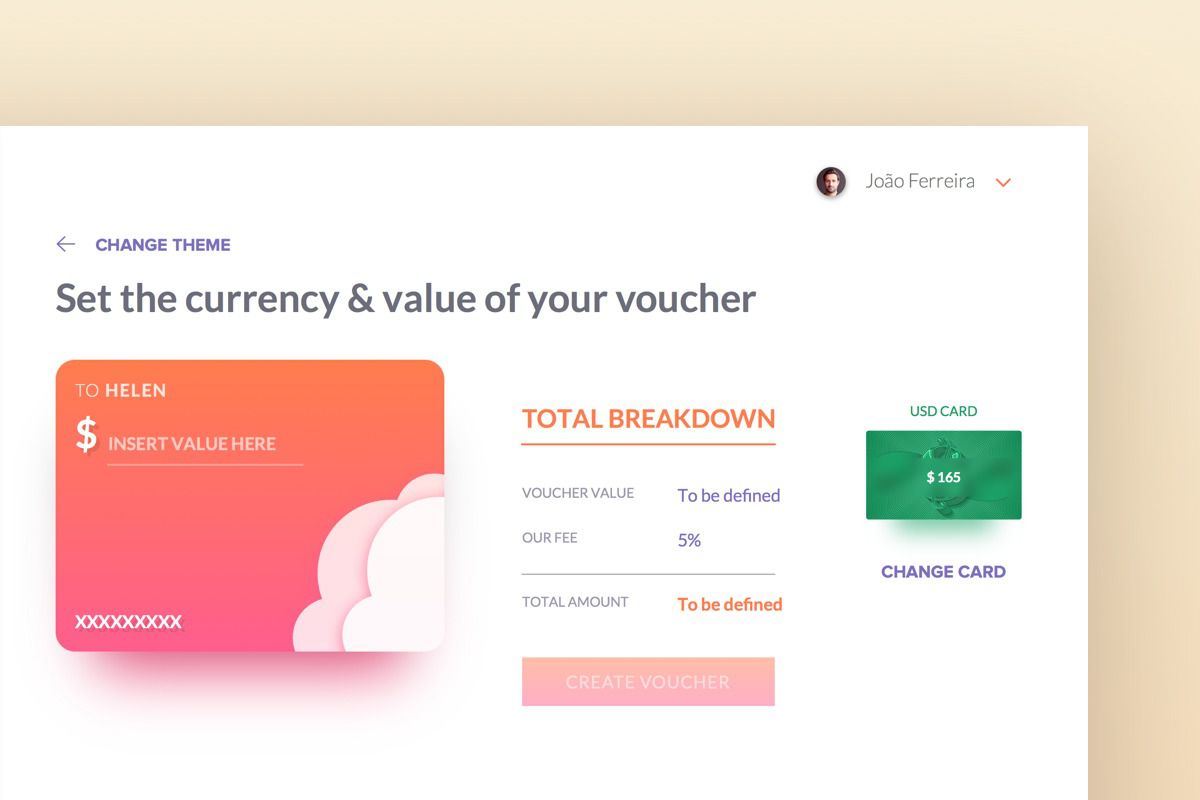 João Ferreira
CHANGE THEME
Set the currency & value of your voucher
TO HELEN
$ INSERT VALUE HERE
XXXXXXXXX
TOTAL BREAKDOWN
VOUCHER VALUE To be defined
OUR FEE 5%
TOTAL AMOUNT To be defined
CREATE VOUCHER
USD CARD
$ 165
CHANGE CARD